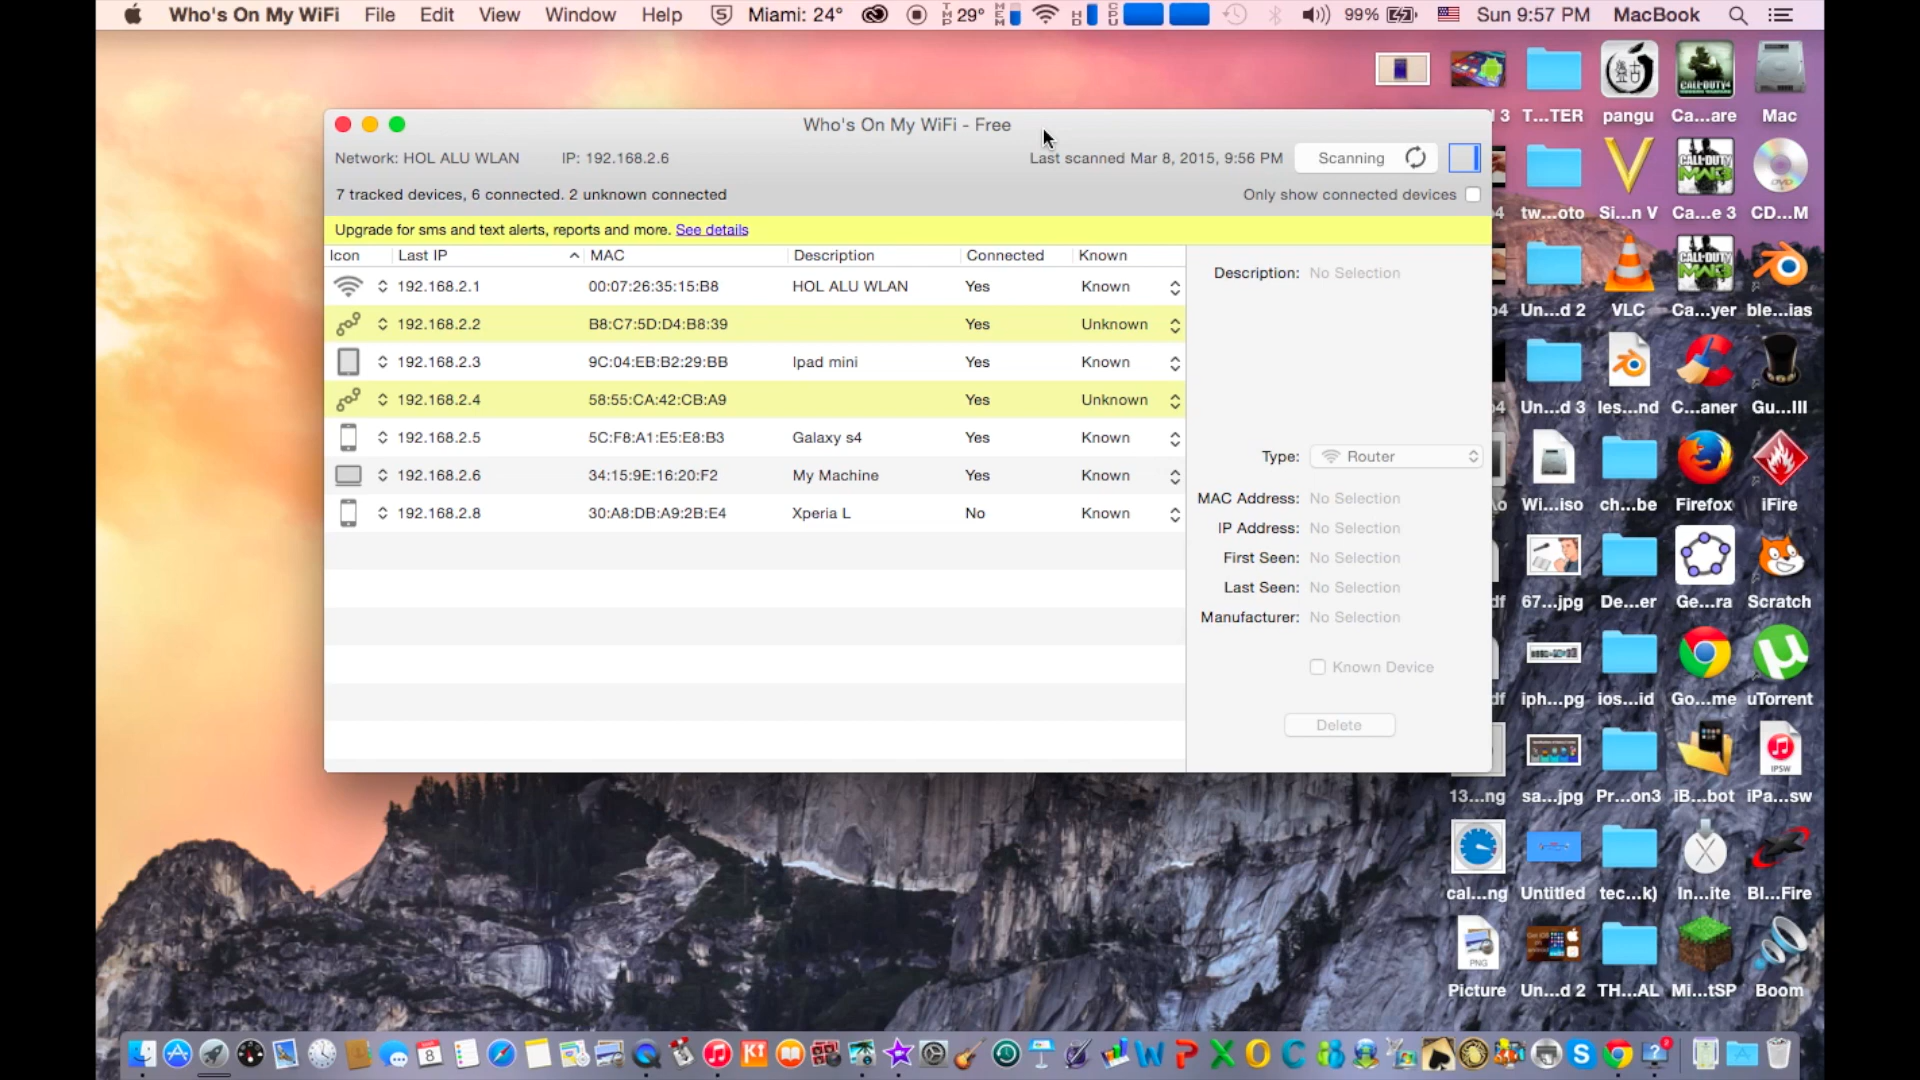 Who's On My WiFi File Edit View Window Help Miami: 24° 29° 99% Sun 9:57 PM MacBook
Who's On My WiFi - Free
Network: HOL ALU WLAN IP: 192.168.2.6 Last scanned Mar 8, 2015, 9:56 PM Scanning
7 tracked devices, 6 connected. 2 unknown connected Only show connected devices
Upgrade for sms and text alerts, reports and more. See details
Icon Last IP MAC Description Connected Known
192.168.2.1 00:07:26:35:15:B8 HOL ALU WLAN Yes Known
192.168.2.2 B8:C7:5D:D4:B8:39 Yes Unknown
192.168.2.3 9C:04:EB:B2:29:BB Ipad mini Yes Known
192.168.2.4 58:55:CA:42:CB:A9 Yes Unknown
192.168.2.5 5C:F8:A1:E5:E8:B3 Galaxy s4 Yes Known
192.168.2.6 34:15:9E:16:20:F2 My Machine Yes Known
192.168.2.8 30:A8:DB:A9:2B:E4 Xperia L No Known
Description: No Selection
Type: Router
MAC Address: No Selection
IP Address: No Selection
First Seen: No Selection
Last Seen: No Selection
Manufacturer: No Selection
Known Device
Delete
3 T...TER pangu Ca...are Mac
tw...oto Si...n V Ca...e 3 CD...M
Un...d 2 VLC Ca...yer ble...ias
Un...d 3 les...nd C...aner Gu...III
Wi...iso ch...be Firefox iFire
67...jpg De...er Ge...ra Scratch
iph...pg ios...id Go...me uTorrent
13...ng sa...jpg Pr...on3 iB...bot iPa...sw
cal...ng Untitled tec...k) In...ite Bl...Fire
PNG
Picture Un...d 2 TH...AL Mi...tSP Boom